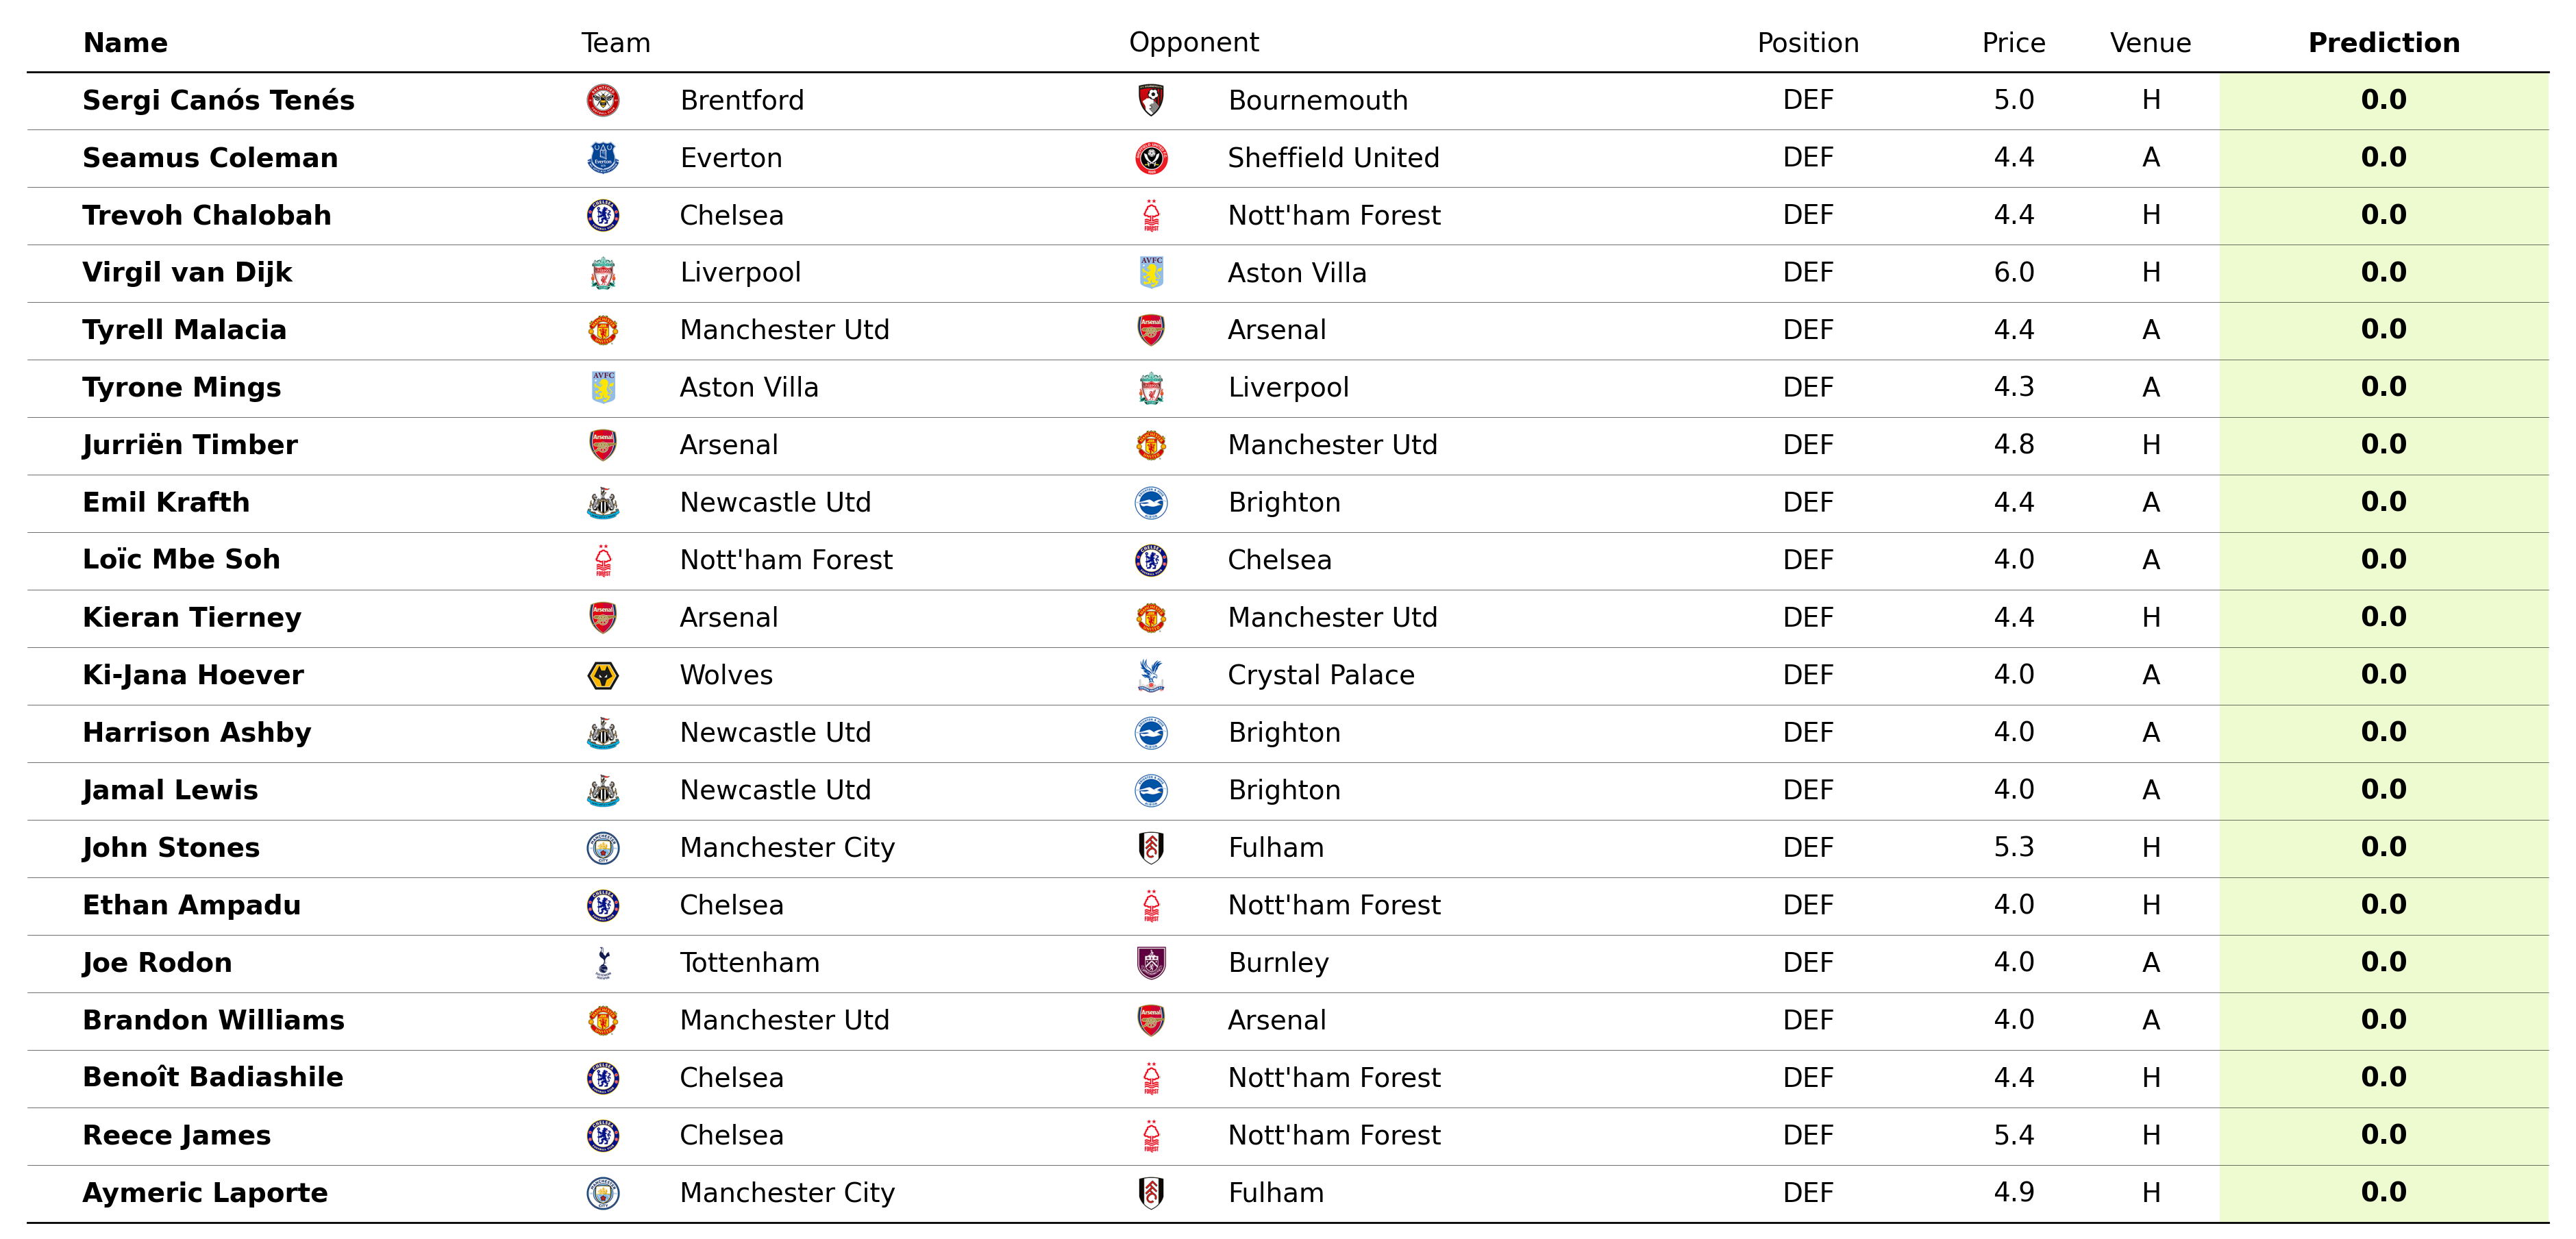 Name Team Opponent Position Price Venue Prediction
Sergi Canós Tenés Brentford Bournemouth DEF 5.0 H 0.0
Seamus Coleman Everton Sheffield United DEF 4.4 A 0.0
Trevoh Chalobah Chelsea Nott'ham Forest DEF 4.4 H 0.0
Virgil van Dijk Liverpool Aston Villa DEF 6.0 H 0.0
Tyrell Malacia Manchester Utd Arsenal DEF 4.4 A 0.0
Tyrone Mings Aston Villa Liverpool DEF 4.3 A 0.0
Jurriën Timber Arsenal Manchester Utd DEF 4.8 H 0.0
Emil Krafth Newcastle Utd Brighton DEF 4.4 A 0.0
Loïc Mbe Soh Nott'ham Forest Chelsea DEF 4.0 A 0.0
Kieran Tierney Arsenal Manchester Utd DEF 4.4 H 0.0
Ki-Jana Hoever Wolves Crystal Palace DEF 4.0 A 0.0
Harrison Ashby Newcastle Utd Brighton DEF 4.0 A 0.0
Jamal Lewis Newcastle Utd Brighton DEF 4.0 A 0.0
John Stones Manchester City Fulham DEF 5.3 H 0.0
Ethan Ampadu Chelsea Nott'ham Forest DEF 4.0 H 0.0
Joe Rodon Tottenham Burnley DEF 4.0 A 0.0
Brandon Williams Manchester Utd Arsenal DEF 4.0 A 0.0
Benoît Badiashile Chelsea Nott'ham Forest DEF 4.4 H 0.0
Reece James Chelsea Nott'ham Forest DEF 5.4 H 0.0
Aymeric Laporte Manchester City Fulham DEF 4.9 H 0.0